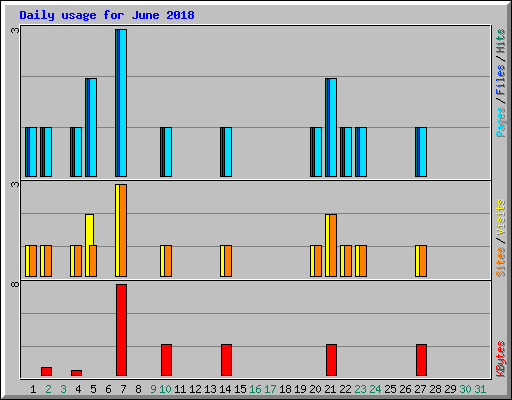 Daily usage for June 2018
3
Pages / Files / Hits
3
Sites / Visits
8
KBytes
1 2 3 4 5 6 7 8 9 10 11 12 13 14 15 16 17 18 19 20 21 22 23 24 25 26 27 28 29 30 31